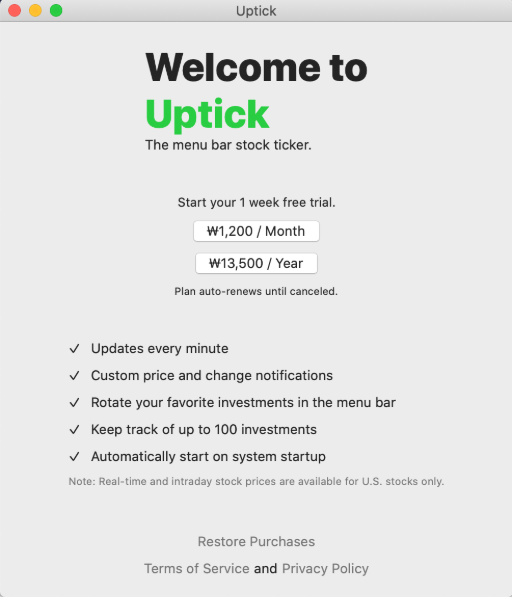 Uptick
Welcome to
Uptick
The menu bar stock ticker.
Start your 1 week free trial.
₩1,200 / Month
₩13,500 / Year
Plan auto-renews until canceled.
✓ Updates every minute
✓ Custom price and change notifications
✓ Rotate your favorite investments in the menu bar
✓ Keep track of up to 100 investments
✓ Automatically start on system startup
Note: Real-time and intraday stock prices are available for U.S. stocks only.
Restore Purchases
Terms of Service and Privacy Policy